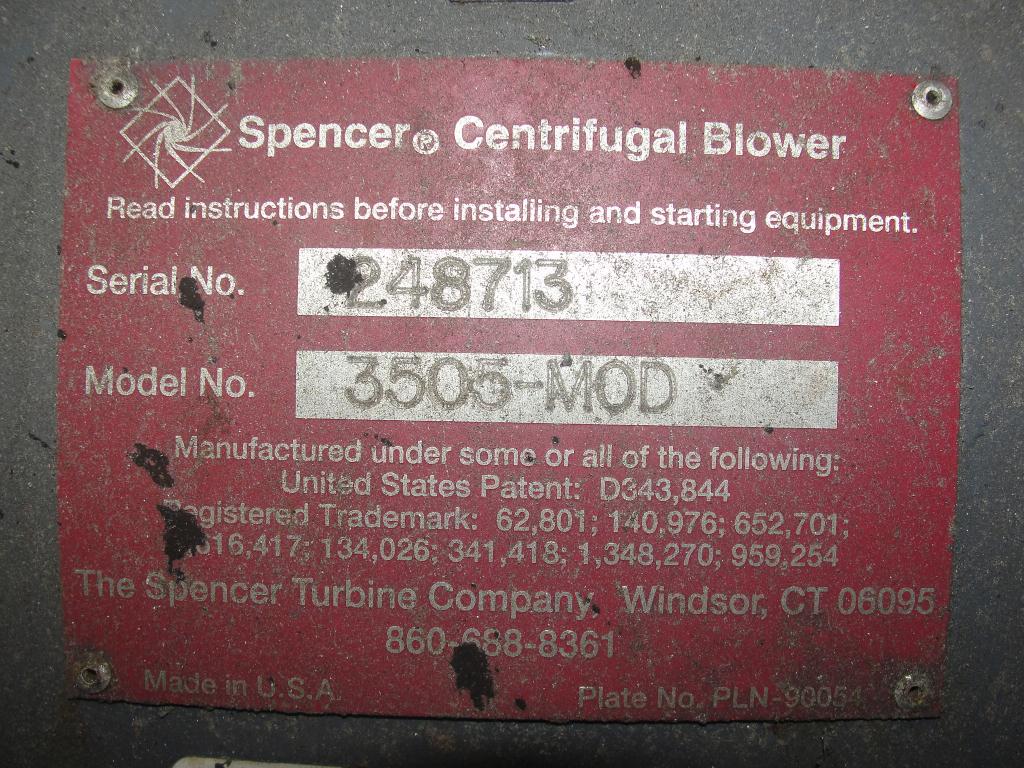 Spencer® Centrifugal Blower
Read instructions before installing and starting equipment.
Serial No. 248713
Model No. 3505-MOD
Manufactured under some or all of the following:
United States Patent: D343,844
Registered Trademark: 62,801; 140,976; 652,701;
134,026; 341,418; 1,348,270; 959,254
The Spencer Turbine Company, Windsor, CT 06095
860-688-8361
Made in U.S.A.
Plate No. PLN-90054